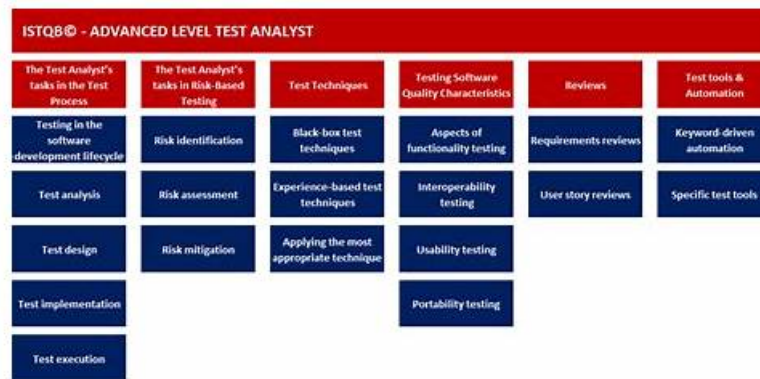 ISTQB© - ADVANCED LEVEL TEST ANALYST
The Test Analyst's
tasks in the Test
Process
Testing in the
software
development lifecycle
Test analysis
Test design
Test implementation
Test execution
The Test Analyst's
tasks in Risk-Based
Testing
Risk identification
Risk assessment
Risk mitigation
Test Techniques
Black-box test
techniques
Experience-based test
techniques
Applying the most
appropriate technique
Testing Software
Quality Characteristics
Aspects of
functionality testing
Interoperability
testing
Usability testing
Portability testing
Reviews
Requirements reviews
User story reviews
Test tools &
Automation
Keyword-driven
automation
Specific test tools